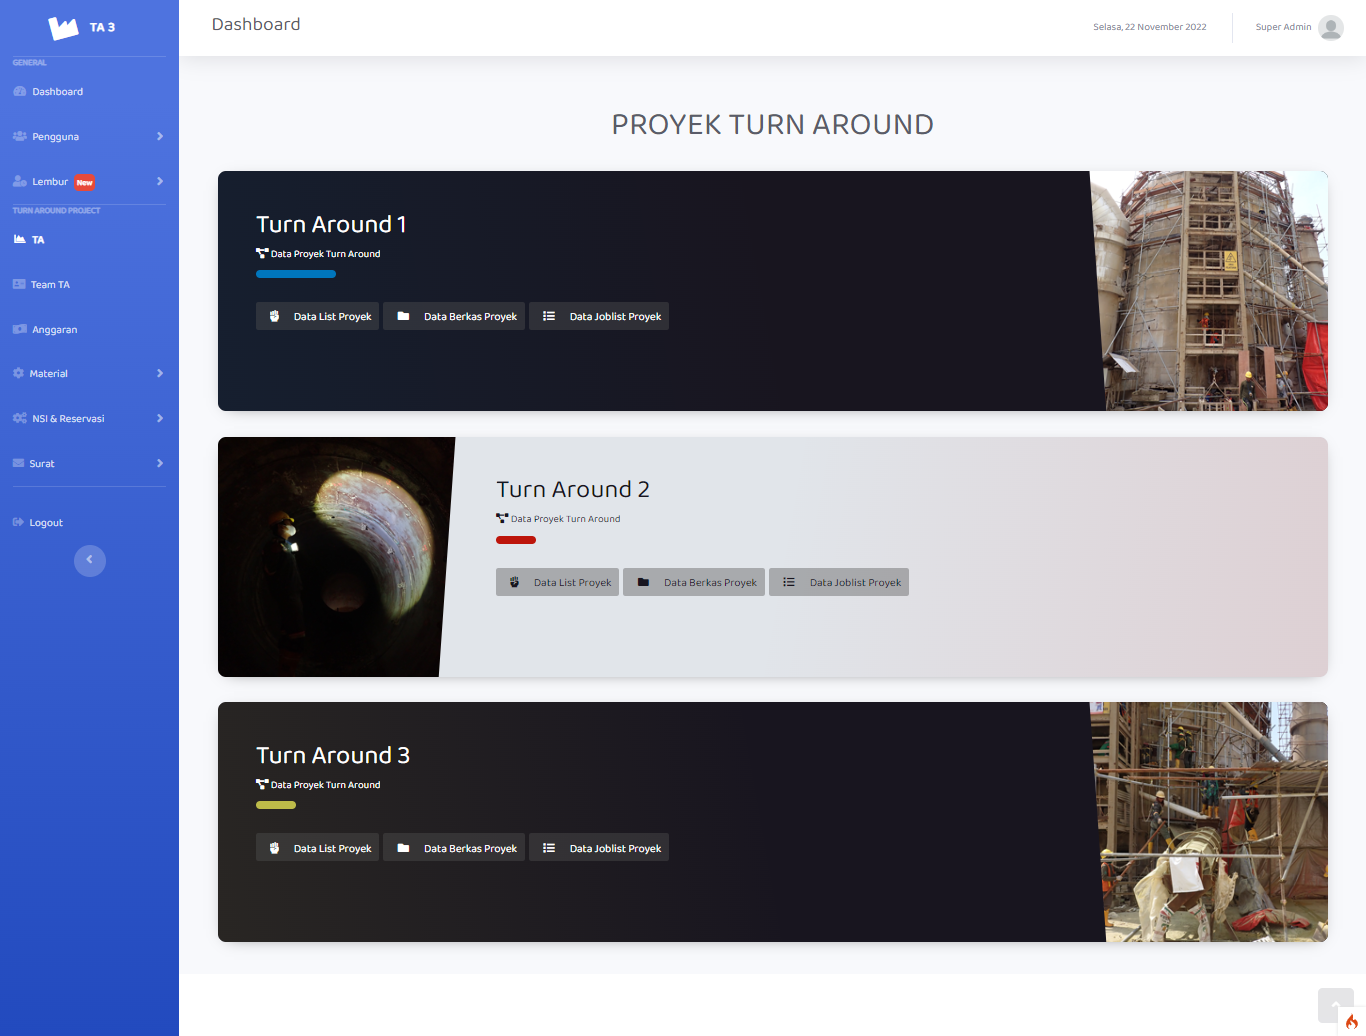 TA 3
GENERAL
Dashboard
Pengguna
Lembur New
TURN AROUND PROJECT
TA
Team TA
Anggaran
Material
NSI & Reservasi
Surat
Logout
Dashboard
Selasa, 22 November 2022
Super Admin
PROYEK TURN AROUND
Turn Around 1
Data Proyek Turn Around
Data List Proyek
Data Berkas Proyek
Data Joblist Proyek
Turn Around 2
Data Proyek Turn Around
Data List Proyek
Data Berkas Proyek
Data Joblist Proyek
Turn Around 3
Data Proyek Turn Around
Data List Proyek
Data Berkas Proyek
Data Joblist Proyek